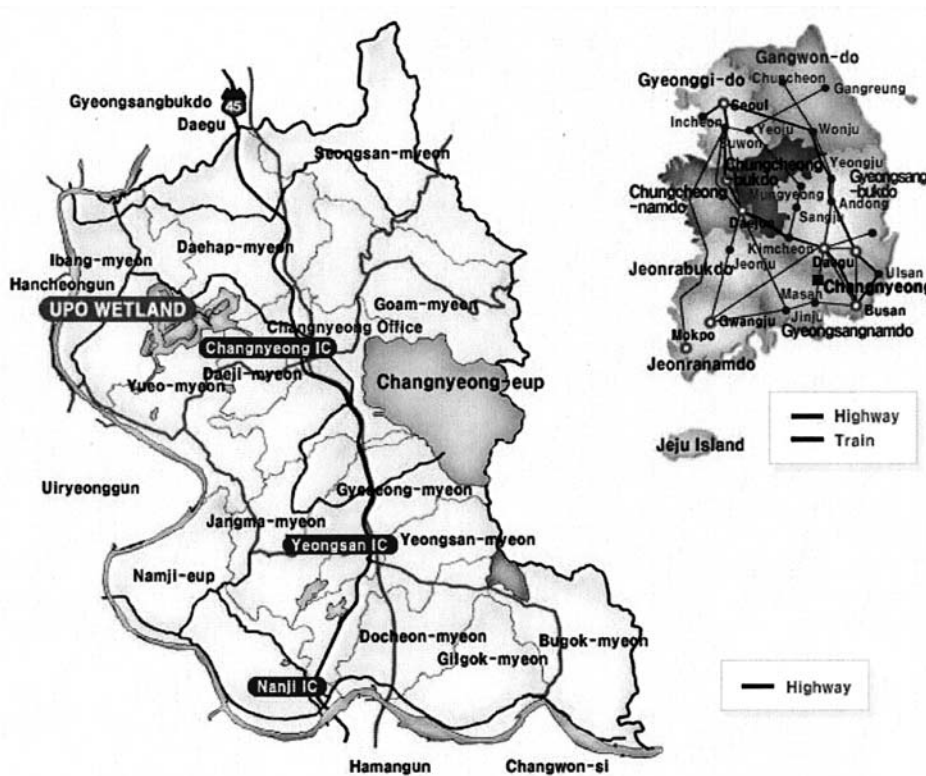 Gyeongsangbukdo
45
Daegu
Seongsan-myeon
Daehap-myeon
Ibang-myeon
Hancheongun
UPO WETLAND
Goam-myeon
Changnyeong Office
Changnyeong IC
Daeji-myeon
Yueo-myeon
Changnyeong-eup
Uiryeonggun
Gyeseong-myeon
Jangma-myeon
Yeongsan IC
Yeongsan-myeon
Namji-eup
Docheon-myeon
Gilgok-myeon
Bugok-myeon
Nanji IC
Hamangun
Changwon-si
Gangwon-do
Gyeonggi-do
Chuncheon
Gangreung
Seoul
Incheon
Yeoju
Wonju
Suwon
Chungcheong
-bukdo
Yeongju
Gyeongsang
-bukdo
Chungcheong
-namdo
Mungyeong
Andong
Sangju
Daejon
Kimcheon
Daegu
Jeonju
Ulsan
Jeonrabukdo
Changnyeong
Masan
Busan
Jinju
Gwangju
Gyeongsangnamdo
Mokpo
Jeonranamdo
Highway
Train
Jeju Island
Highway